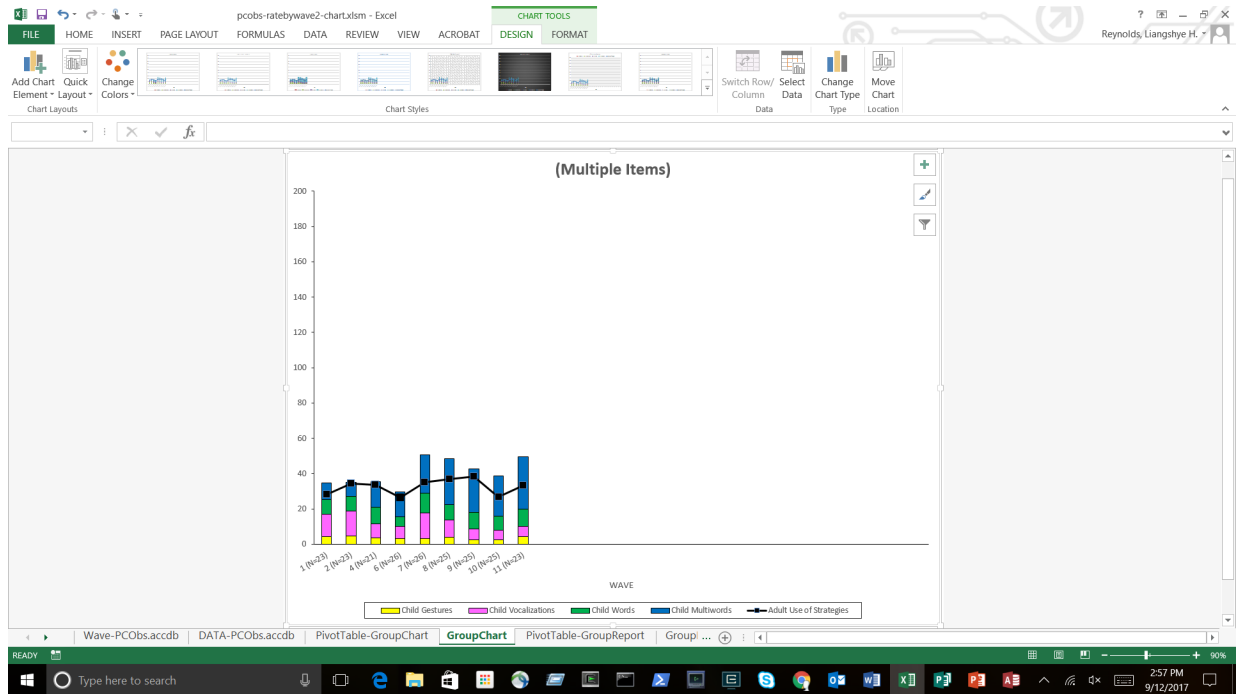 pcobs-ratebywave2-chart.xlsm - Excel
CHART TOOLS
?
FILE HOME INSERT PAGE LAYOUT FORMULAS DATA REVIEW VIEW ACROBAT DESIGN FORMAT
Reynolds, Liangshye H.
Add Chart Element
Quick Layout
Change Colors
Switch Row/ Column
Select Data
Change Chart Type
Move Chart
Chart Layouts
Chart Styles
Data
Type
Location
fx
(Multiple Items)
200
180
160
140
120
100
80
60
40
20
0
1 (N=23)
2 (N=23)
4 (N=21)
6 (N=26)
7 (N=26)
8 (N=25)
9 (N=25)
10 (N=25)
11 (N=23)
WAVE
Child Gestures Child Vocalizations Child Words Child Multiwords Adult Use of Strategies
Wave-PCObs.accdb DATA-PCObs.accdb PivotTable-GroupChart GroupChart PivotTable-GroupReport Groupl ...
READY
90%
Type here to search
2:57 PM
9/12/2017